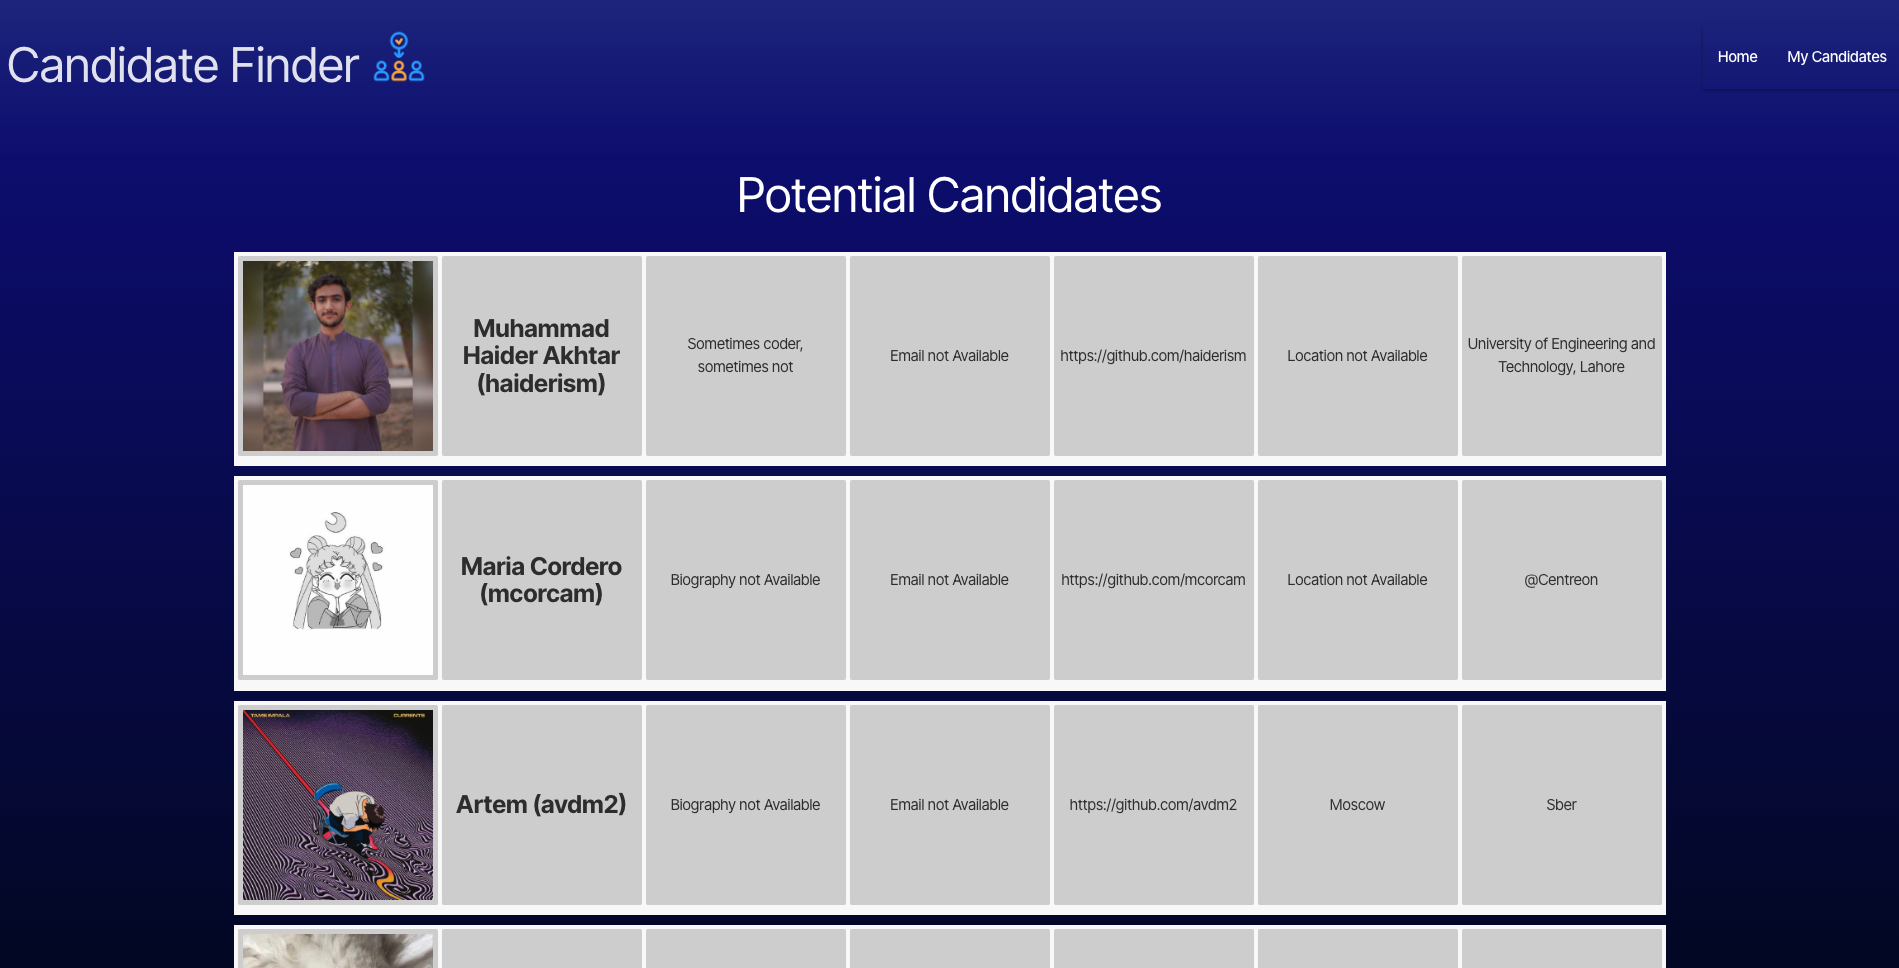 Candidate Finder
Home
My Candidates
Potential Candidates
Muhammad
Haider Akhtar
(haiderism)
Sometimes coder,
sometimes not
Email not Available
https://github.com/haiderism
Location not Available
University of Engineering and
Technology, Lahore
Maria Cordero
(mcorcam)
Biography not Available
Email not Available
https://github.com/mcorcam
Location not Available
@Centreon
TAME IMPALA
CURRENTS
Artem (avdm2)
Biography not Available
Email not Available
https://github.com/avdm2
Moscow
Sber